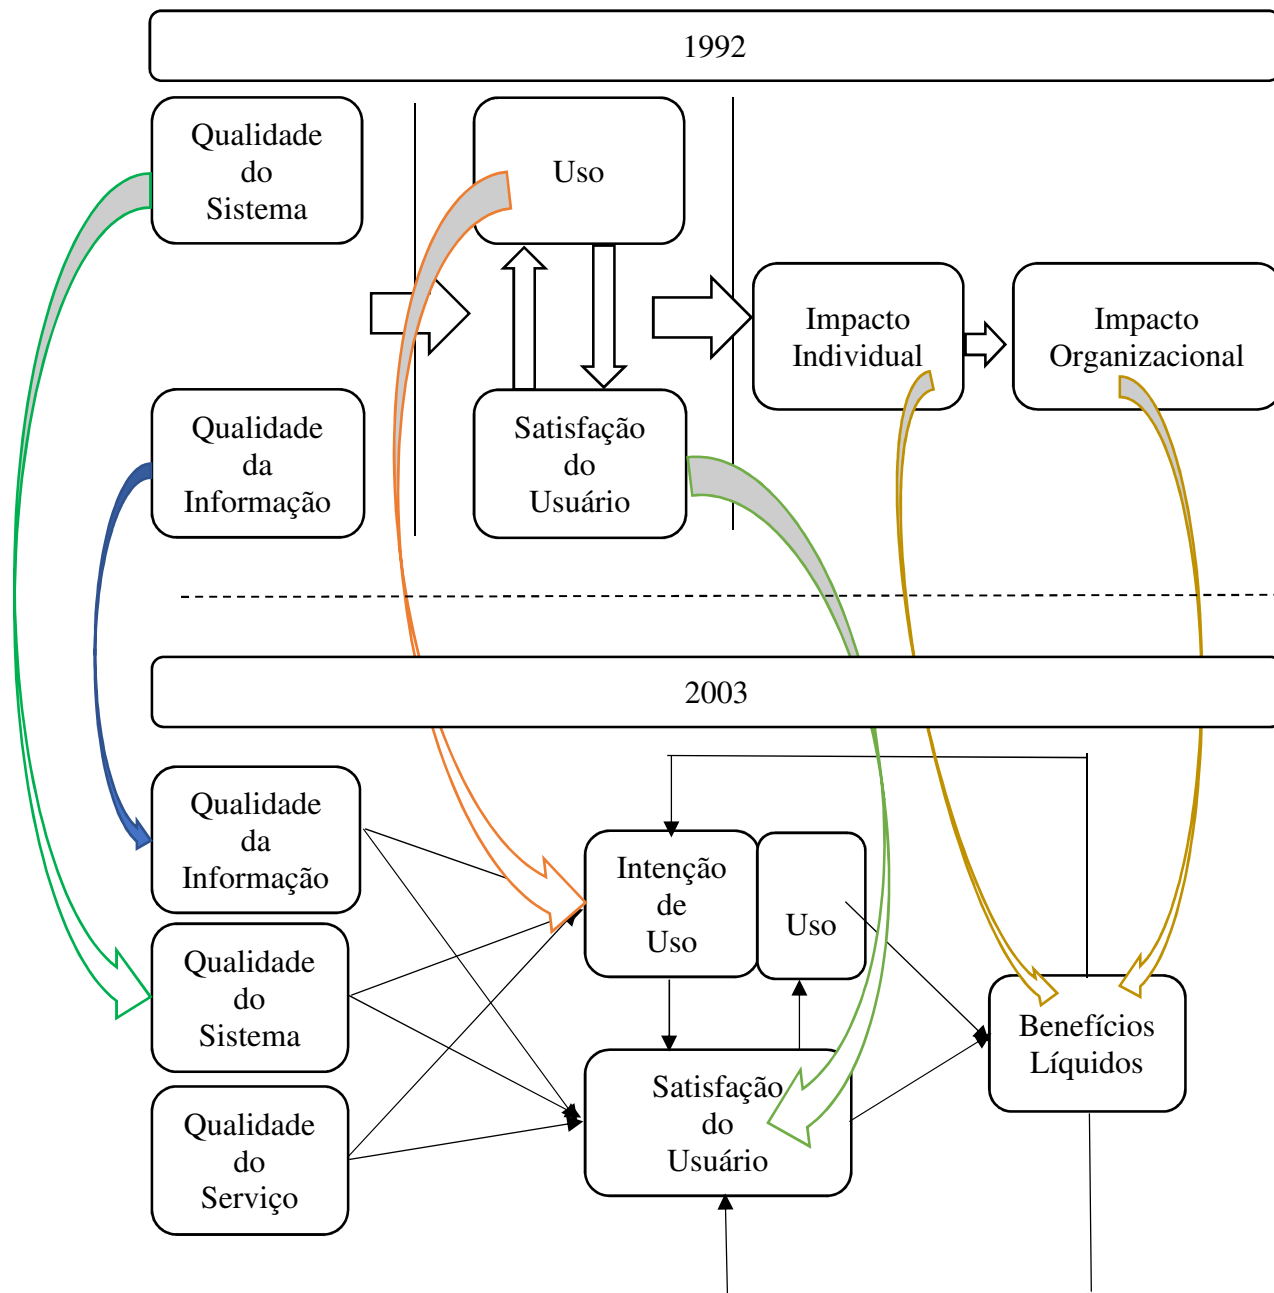 1992
Qualidade
do
Sistema
Uso
Impacto
Individual
Impacto
Organizacional
Qualidade
da
Informação
Satisfação
do
Usuário
2003
Qualidade
da
Informação
Intenção
de
Uso
Uso
Qualidade
do
Sistema
Benefícios
Líquidos
Satisfação
do
Usuário
Qualidade
do
Serviço